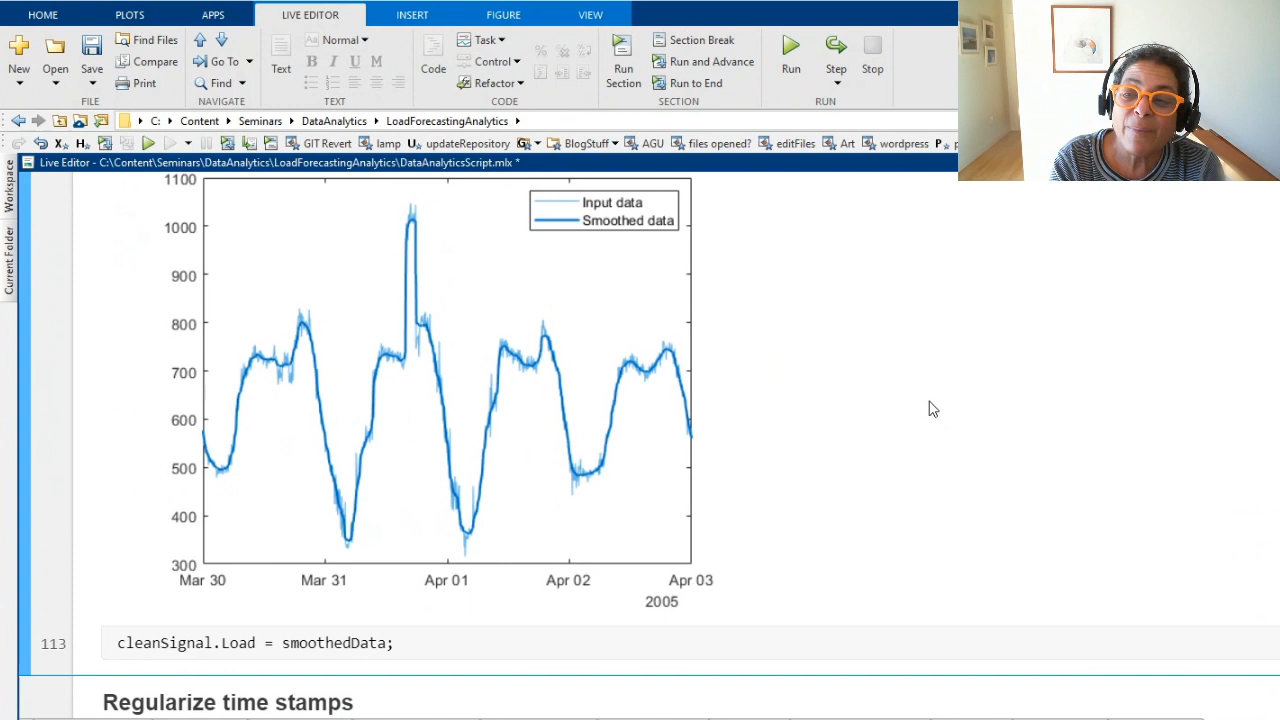 HOME PLOTS APPS LIVE EDITOR INSERT FIGURE VIEW
New Open Save Find Files Compare Print
FILE
Go To Find
NAVIGATE
Text Aa Normal B I U M
TEXT
Code Task Control Refactor
CODE
Run Section Section Break Run and Advance Run to End
SECTION
Run Step Stop
RUN
C: Content Seminars DataAnalytics LoadForecastingAnalytics
GIT Revert lamp updateRepository BlogStuff AGU files opened? editFiles Art wordpress
Live Editor - C:\Content\Seminars\DataAnalytics\LoadForecastingAnalytics\DataAnalyticsScript.mlx *
Workspace
Current Folder
1100
1000
900
800
700
600
500
400
300
Input data
Smoothed data
Mar 30 Mar 31 Apr 01 Apr 02 Apr 03
2005
113 cleanSignal.Load = smoothedData;
Regularize time stamps